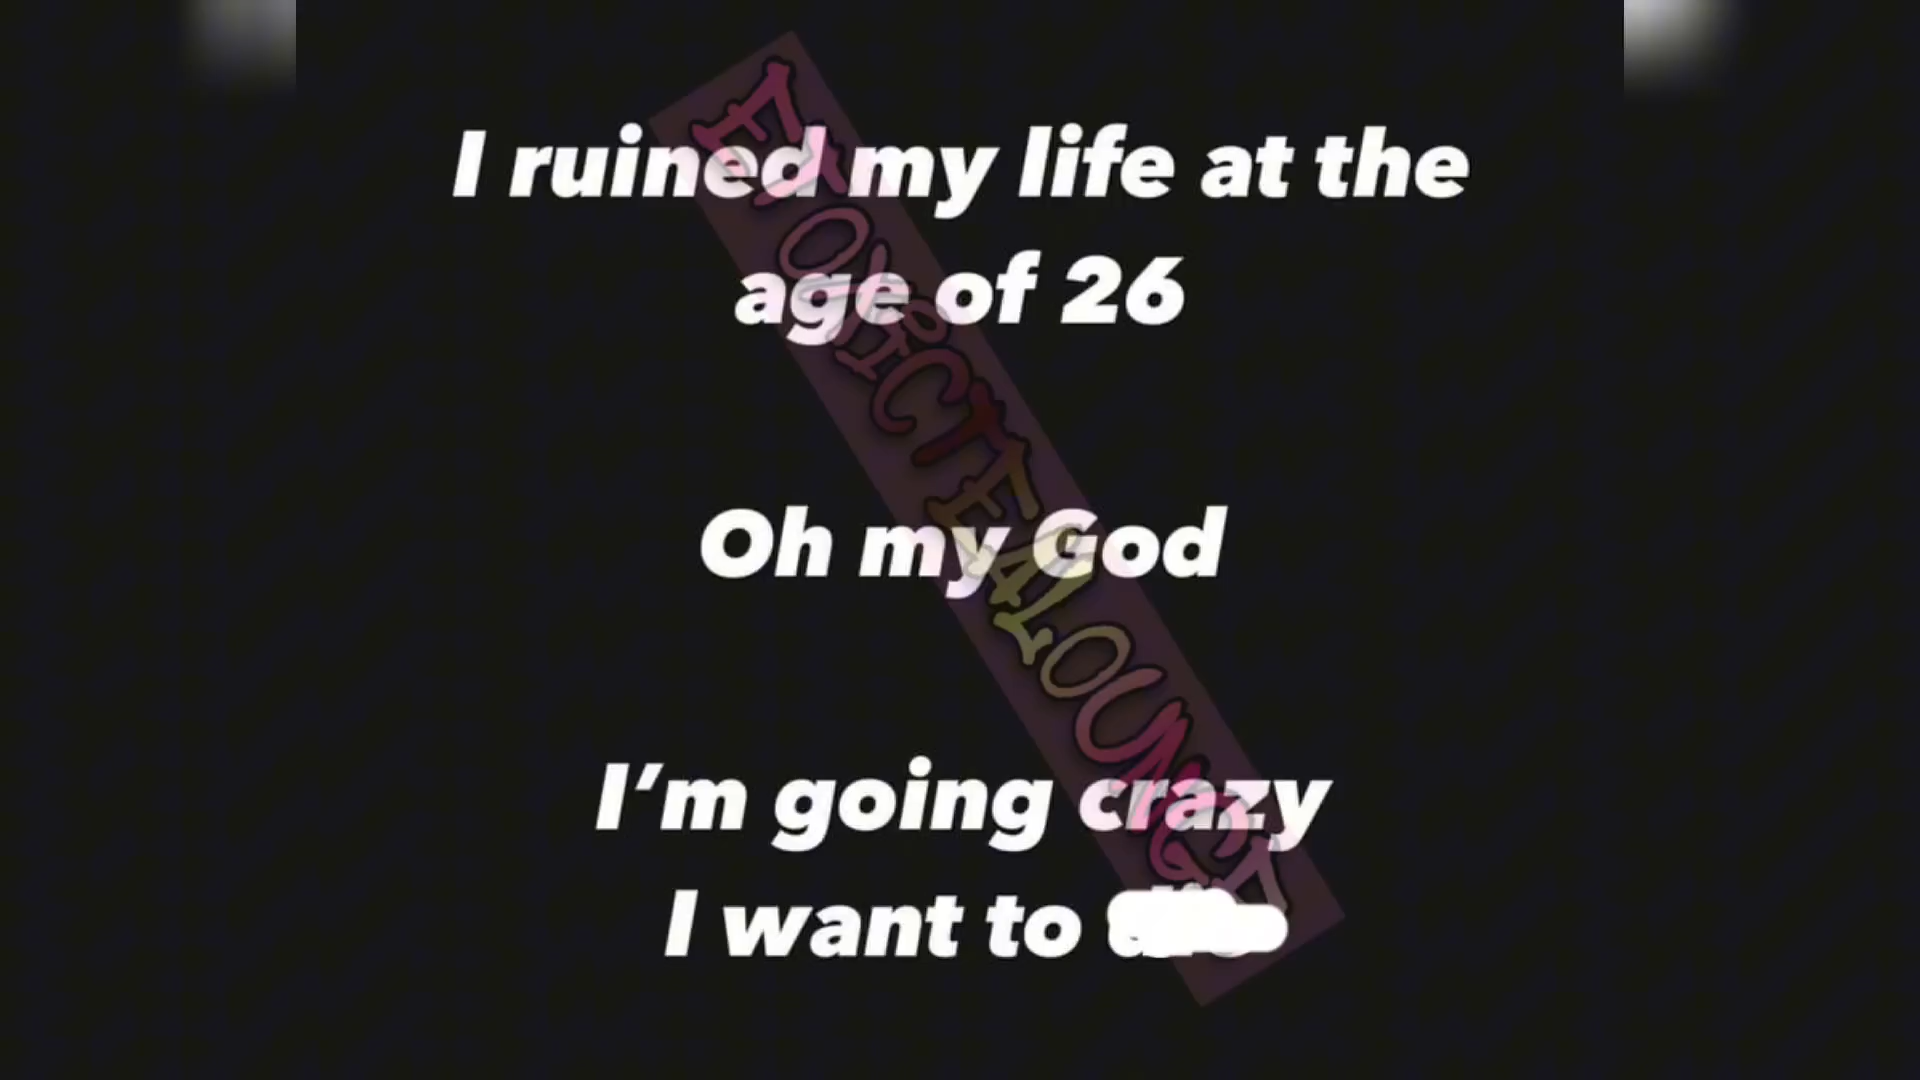 I ruined my life at the
age of 26
Oh my God
I'm going crazy
I want to